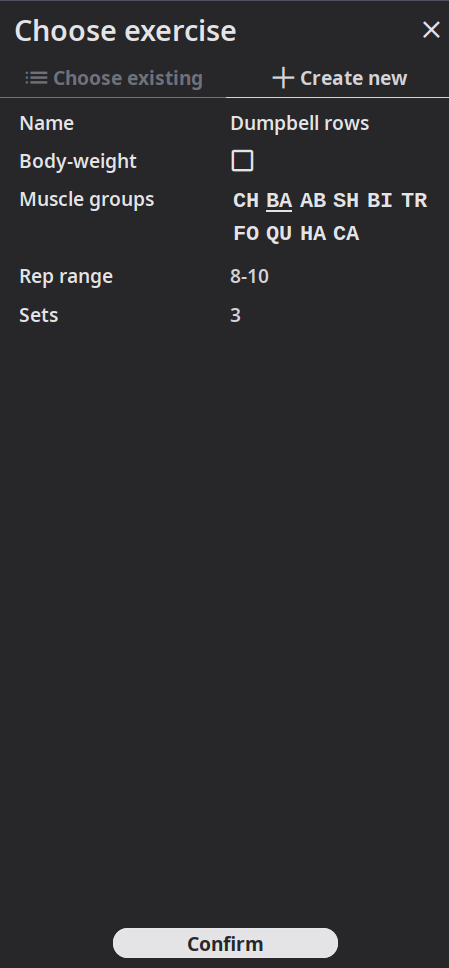 Choose exercise
Choose existing
Create new
Name Dumpbell rows
Body-weight
Muscle groups CH BA AB SH BI TR
FO QU HA CA
Rep range 8-10
Sets 3
Confirm